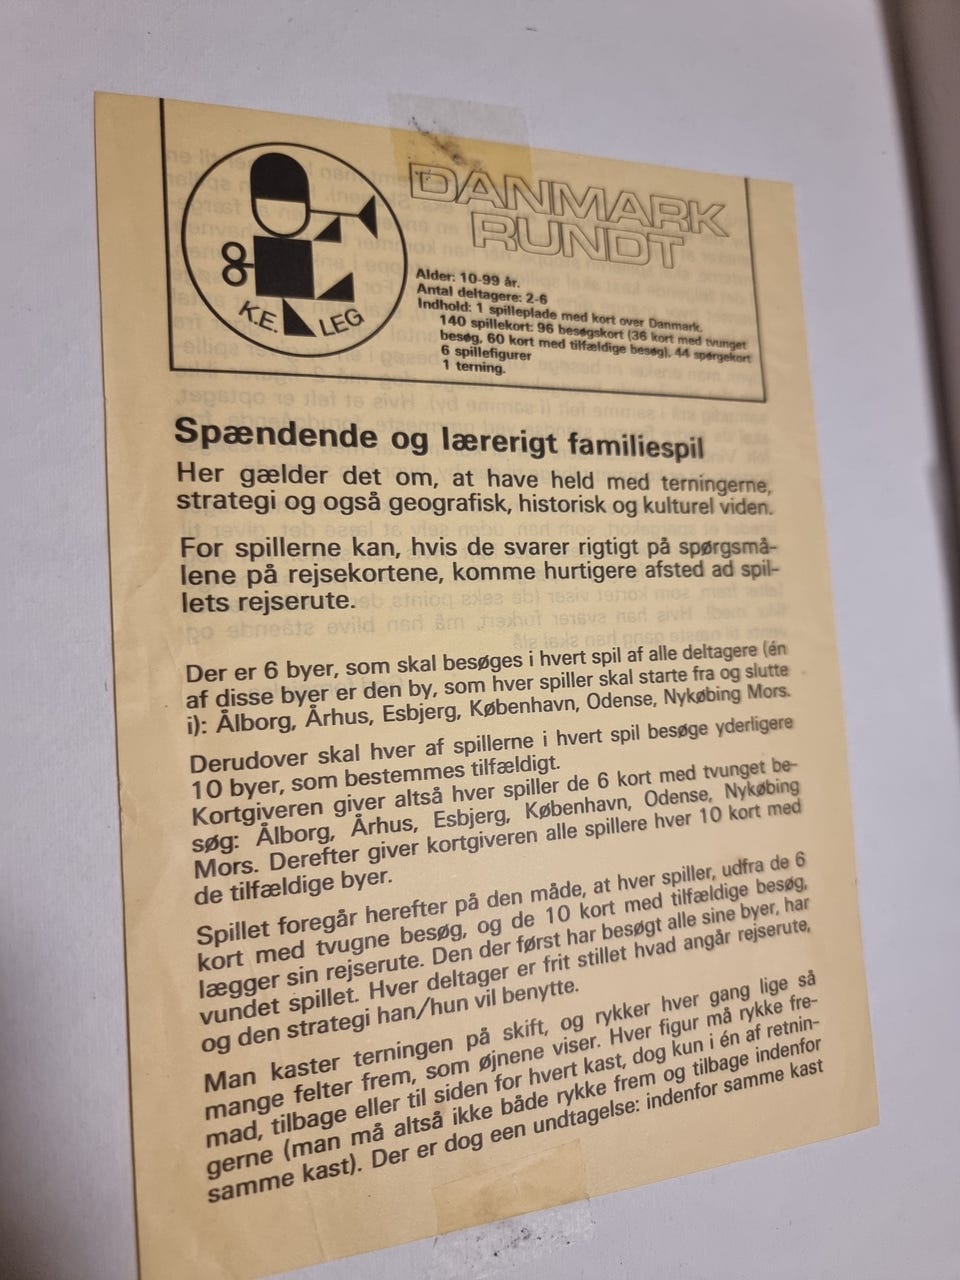 K.E. LEG
DANMARK
RUNDT
Alder: 10-99 år.
Antal deltagere: 2-6
Indhold: 1 spilleplade med kort over Danmark.
140 spillekort: 96 besøgskort (36 kort med tvunget
besøg, 60 kort med tilfældige besøg), 44 spørgekort
6 spillefigurer
1 terning.
Spændende og lærerigt familiespil
Her gælder det om, at have held med terningerne,
strategi og også geografisk, historisk og kulturel viden.
For spillerne kan, hvis de svarer rigtigt på spørgsmå-
lene på rejsekortene, komme hurtigere afsted ad spil-
lets rejserute.
Der er 6 byer, som skal besøges i hvert spil af alle deltagere (én
af disse byer er den by, som hver spiller skal starte fra og slutte
i): Ålborg, Århus, Esbjerg, København, Odense, Nykøbing Mors.
Derudover skal hver af spillerne i hvert spil besøge yderligere
10 byer, som bestemmes tilfældigt.
Kortgiveren giver altså hver spiller de 6 kort med tvunget be-
søg: Ålborg, Århus, Esbjerg, København, Odense, Nykøbing
Mors. Derefter giver kortgiveren alle spillere hver 10 kort med
de tilfældige byer.
Spillet foregår herefter på den måde, at hver spiller, udfra de 6
kort med tvugne besøg, og de 10 kort med tilfældige besøg,
lægger sin rejserute. Den der først har besøgt alle sine byer, har
vundet spillet. Hver deltager er frit stillet hvad angår rejserute,
og den strategi han/hun vil benytte.
Man kaster terningen på skift, og rykker hver gang lige så
mange felter frem, som øjnene viser. Hver figur må rykke fre-
mad, tilbage eller til siden for hvert kast, dog kun i én af retnin-
gerne (man må altså ikke både rykke frem og tilbage indenfor
samme kast). Der er dog een undtagelse: indenfor samme kast